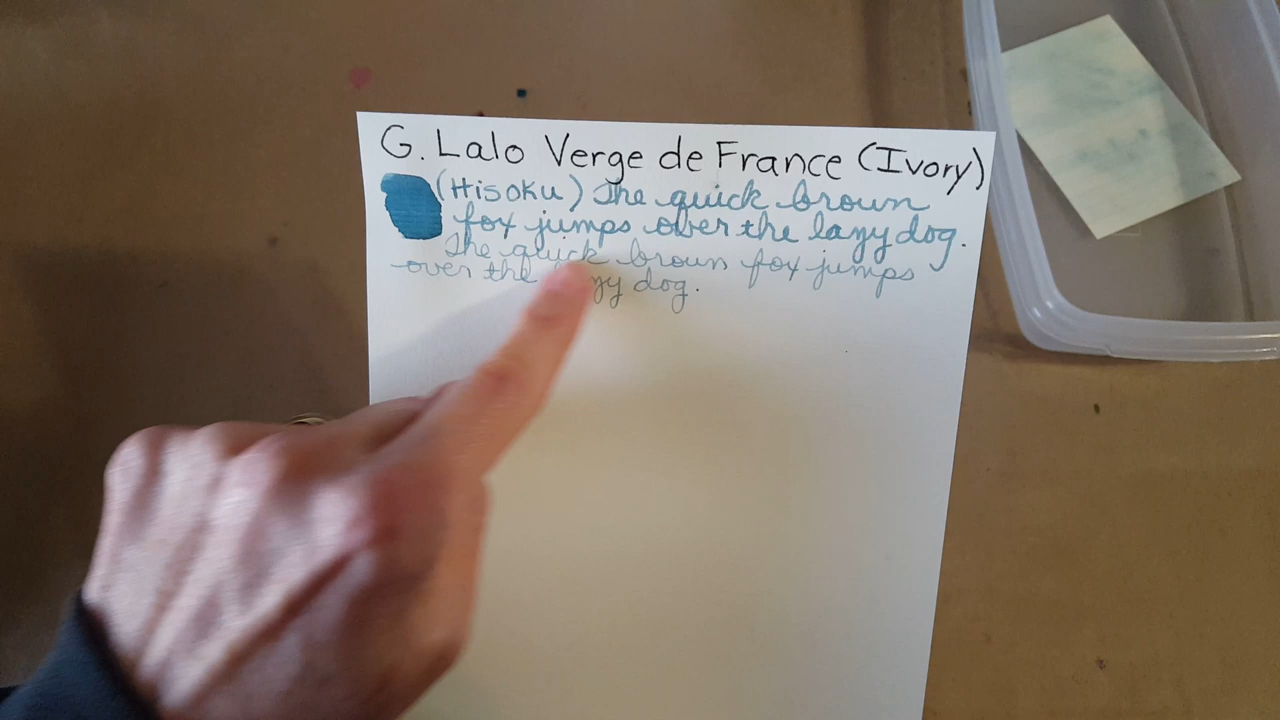 G. Lalo Verge de France (Ivory)
(Hisoku) The quick brown
fox jumps over the lazy dog.
The quick brown fox jumps
over the zy dog.